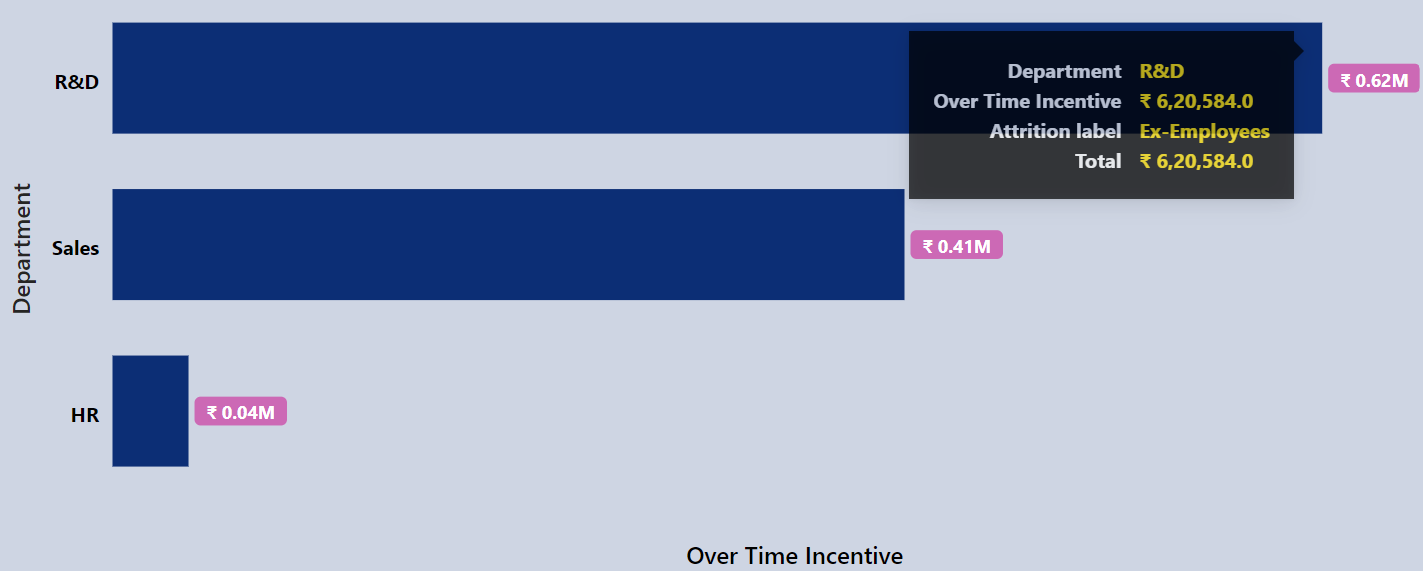 R&D
Department R&D
Over Time Incentive ₹ 6,20,584.0
Attrition label Ex-Employees
Total ₹ 6,20,584.0
₹ 0.62M
Department
Sales
₹ 0.41M
HR
₹ 0.04M
Over Time Incentive